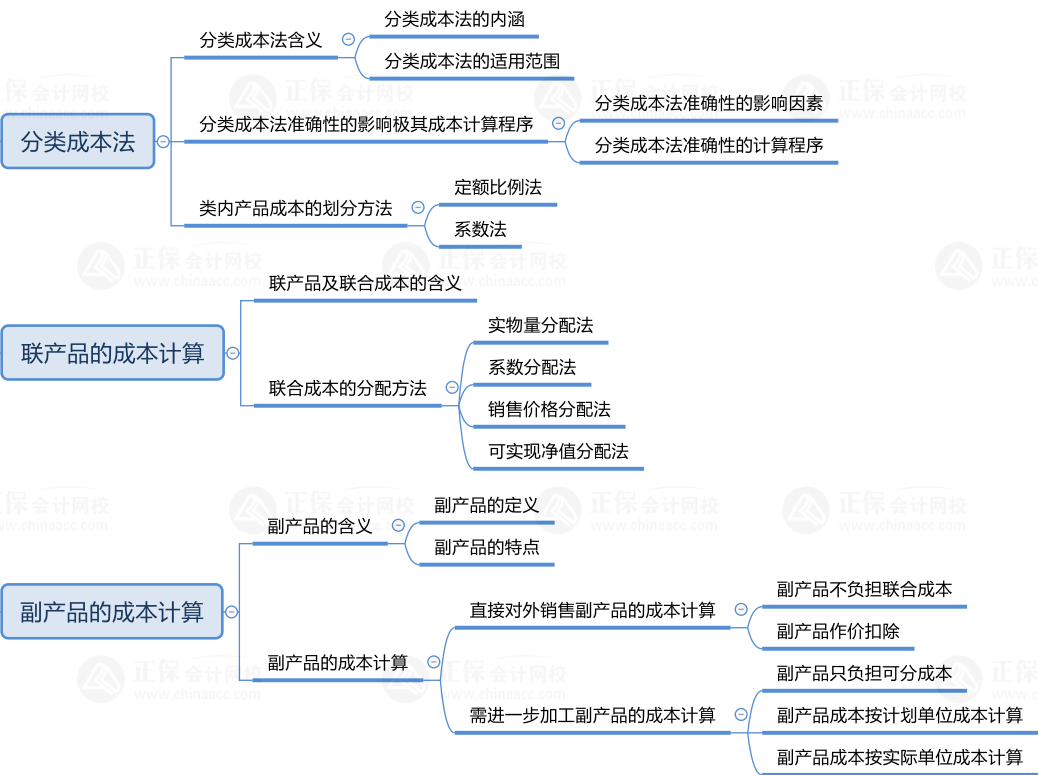 分类成本法
分类成本法含义
分类成本法的内涵
分类成本法的适用范围
分类成本法准确性的影响极其成本计算程序
分类成本法准确性的影响因素
分类成本法准确性的计算程序
类内产品成本的划分方法
定额比例法
系数法
联产品的成本计算
联产品及联合成本的含义
联合成本的分配方法
实物量分配法
系数分配法
销售价格分配法
可实现净值分配法
副产品的成本计算
副产品的含义
副产品的定义
副产品的特点
副产品的成本计算
直接对外销售副产品的成本计算
副产品不负担联合成本
副产品作价扣除
需进一步加工副产品的成本计算
副产品只负担可分成本
副产品成本按计划单位成本计算
副产品成本按实际单位成本计算
正保会计网校
www.chinaacc.com